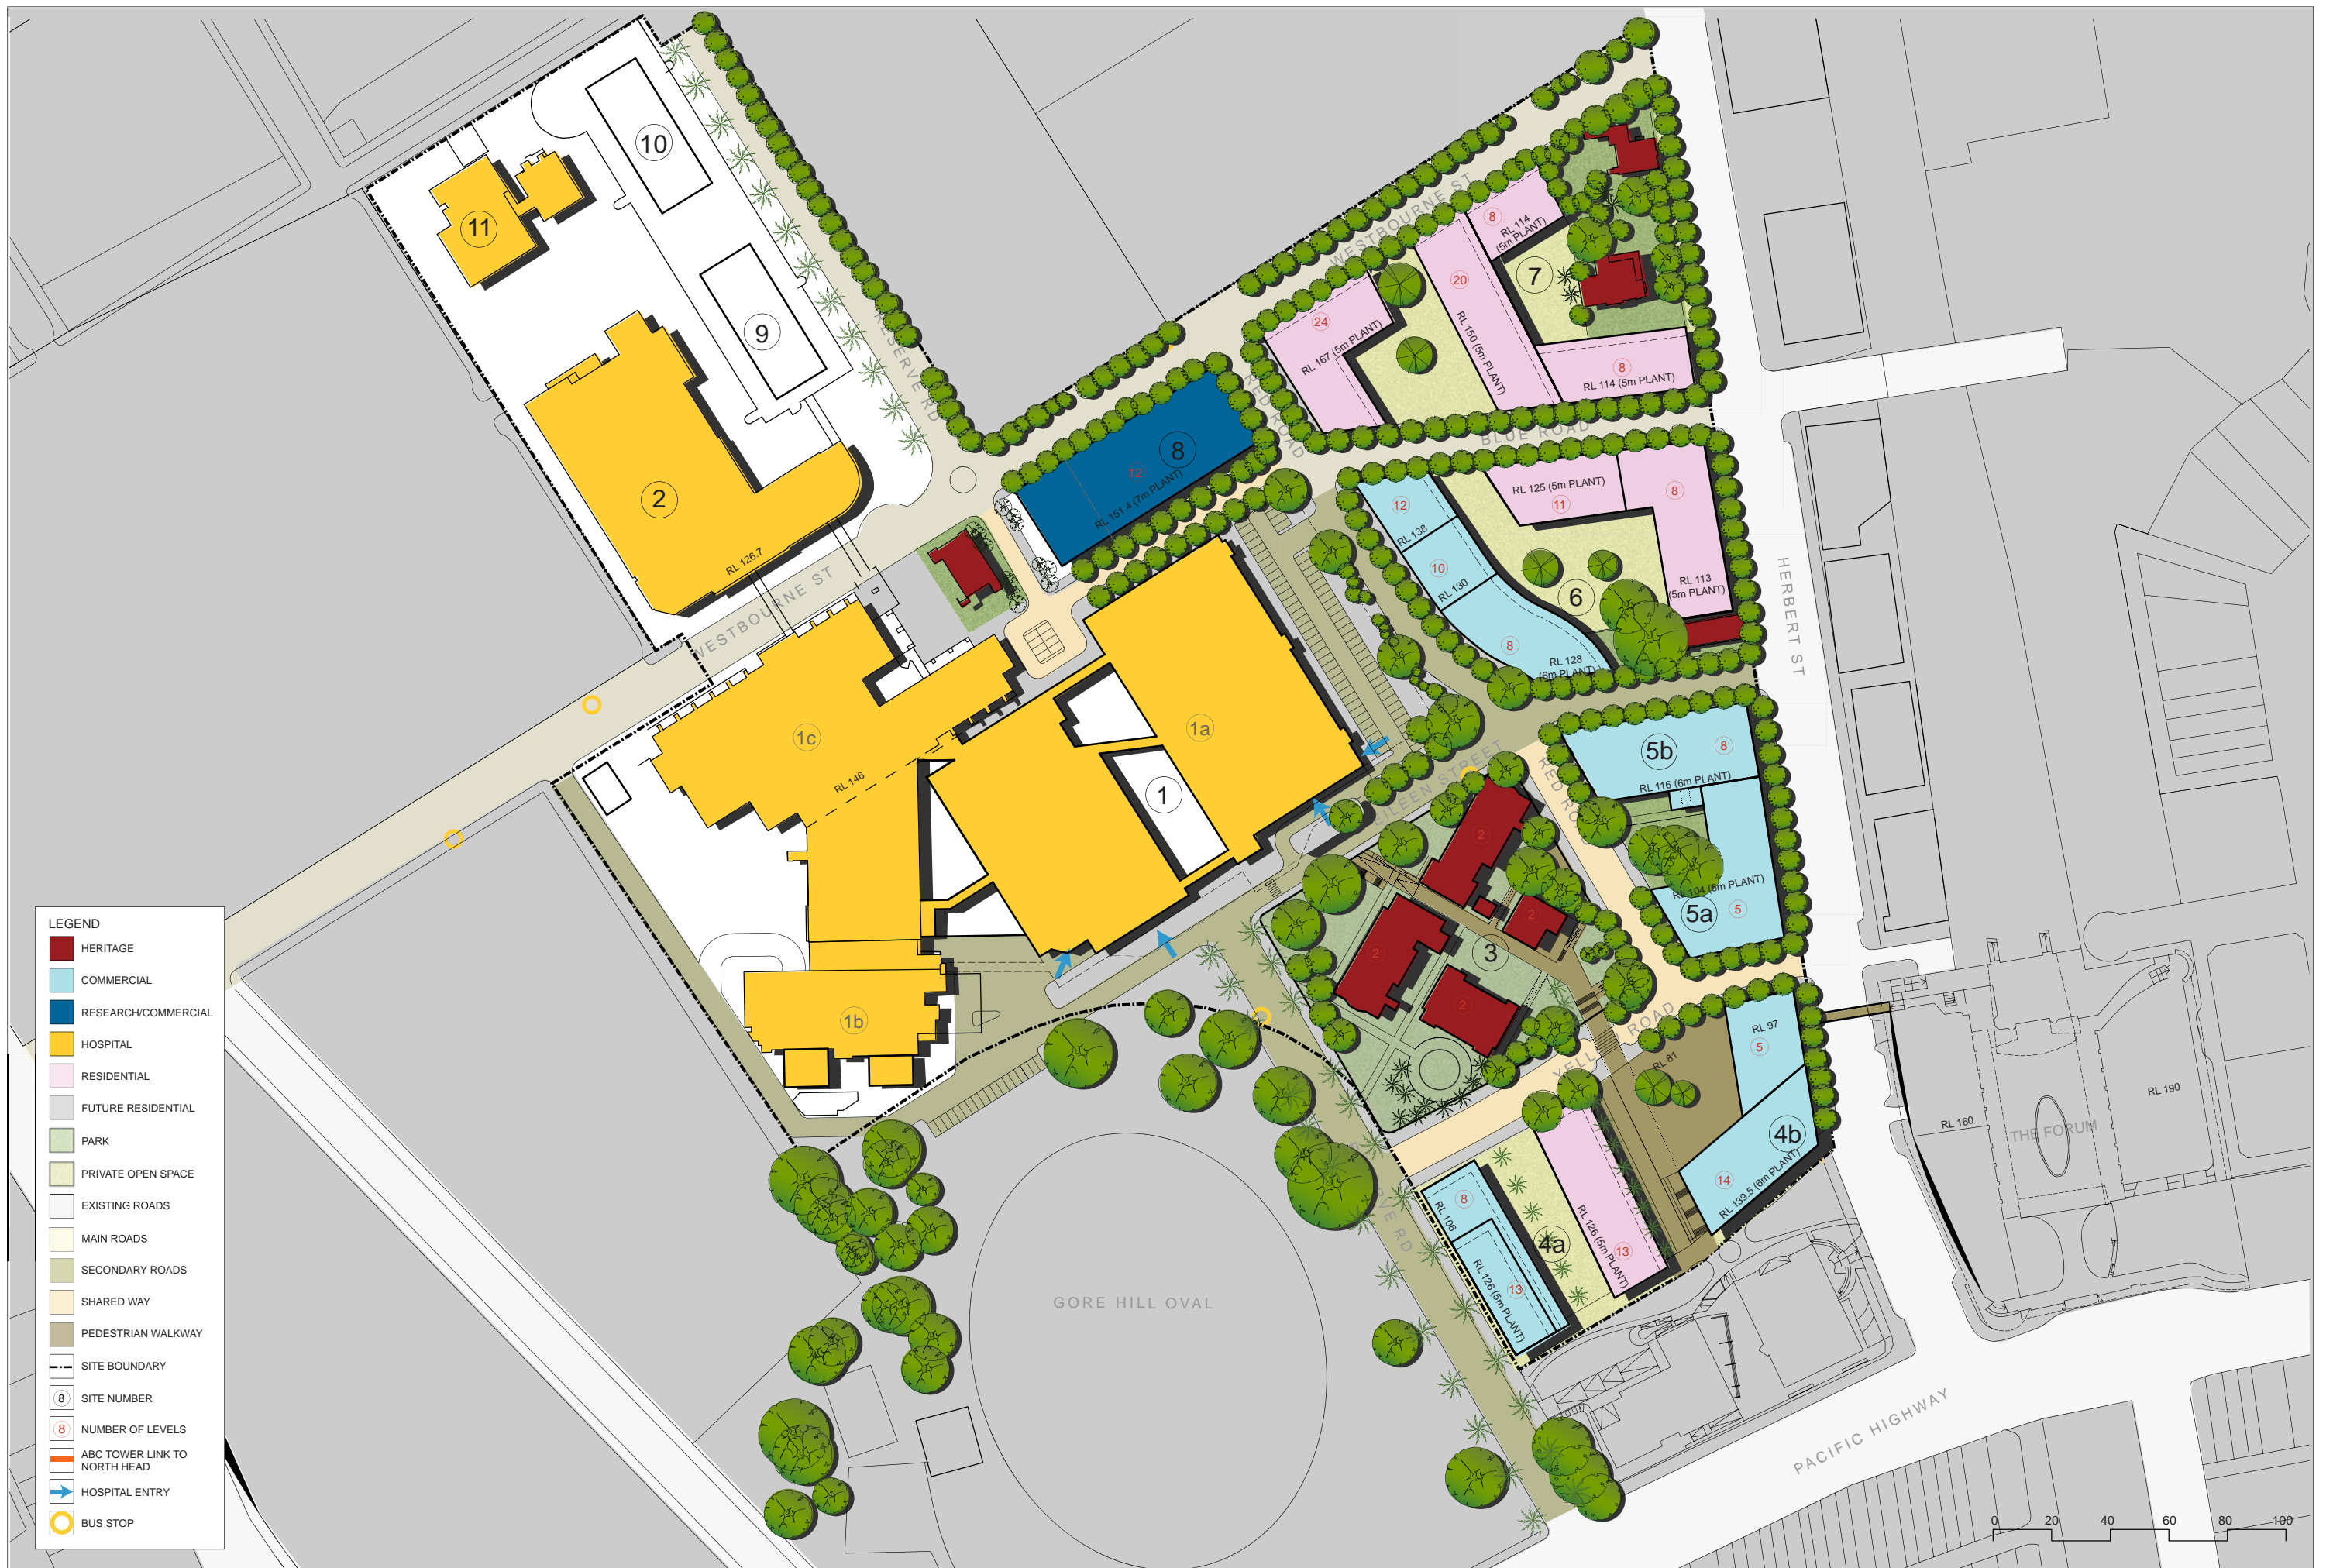 10
11
9
2
RL 126.7
RESERVE RD
WESTBOURNE ST
WESTBOURNE ST
8
RL 114
(5m PLANT)
7
20
RL 150 (5m PLANT)
24
RL 167 (5m PLANT)
8
RL 114 (5m PLANT)
BLUE ROAD
8
12
RL 151.4 (7m PLANT)
12
RL 138
10
RL 130
8
RL 128
(6m PLANT)
RL 125 (5m PLANT)
11
8
6
RL 113
(5m PLANT)
HERBERT ST
1c
RL 146
1a
1
1b
5b
8
RL 116 (6m PLANT)
RL 104 (6m PLANT)
5a
5
2
2
2
2
3
RL 97
5
RL 81
4b
14
RL 139.5 (6m PLANT)
8
RL 106
13
RL 126 (5m PLANT)
4a
RL 126 (5m PLANT)
13
RL 160
RL 190
THE FORUM
GORE HILL OVAL
PACIFIC HIGHWAY
0 20 40 60 80 100
LEGEND
HERITAGE
COMMERCIAL
RESEARCH/COMMERCIAL
HOSPITAL
RESIDENTIAL
FUTURE RESIDENTIAL
PARK
PRIVATE OPEN SPACE
EXISTING ROADS
MAIN ROADS
SECONDARY ROADS
SHARED WAY
PEDESTRIAN WALKWAY
SITE BOUNDARY
8 SITE NUMBER
8 NUMBER OF LEVELS
ABC TOWER LINK TO
NORTH HEAD
HOSPITAL ENTRY
BUS STOP